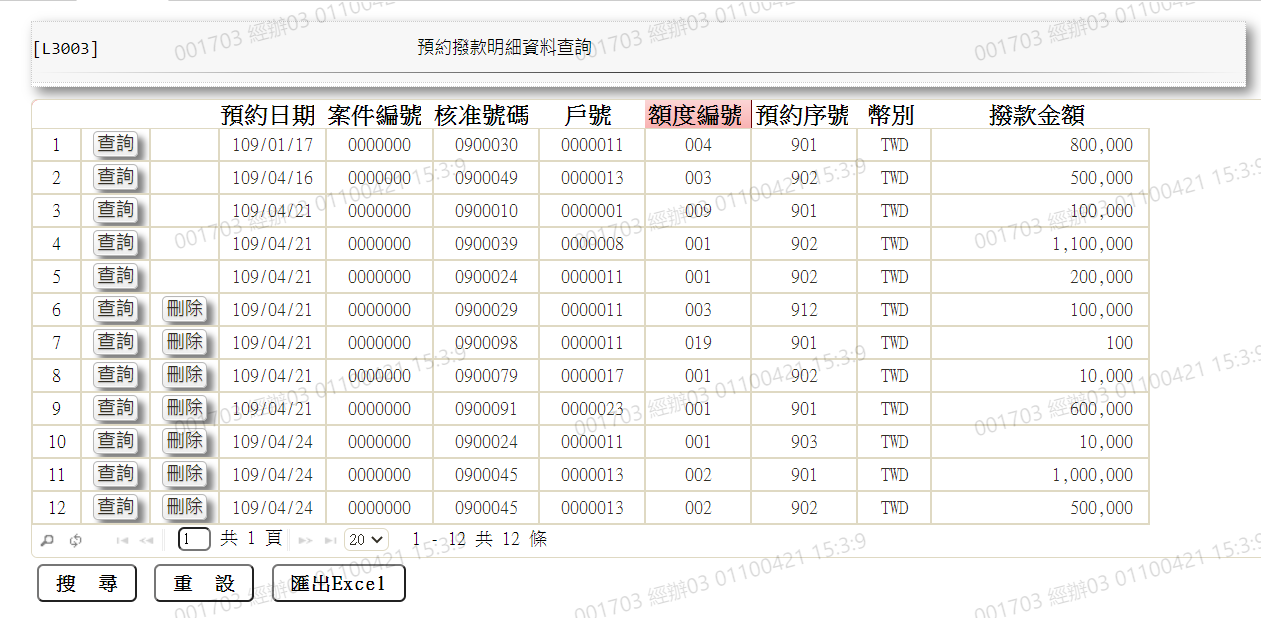 [L3003] 預約撥款明細資料查詢
預約日期 案件編號 核准號碼 戶號 額度編號 預約序號 幣別 撥款金額
1 查詢 109/01/17 0000000 0900030 0000011 004 901 TWD 800,000
2 查詢 109/04/16 0000000 0900049 0000013 003 902 TWD 500,000
3 查詢 109/04/21 0000000 0900010 0000001 009 901 TWD 100,000
4 查詢 109/04/21 0000000 0900039 0000008 001 902 TWD 1,100,000
5 查詢 109/04/21 0000000 0900024 0000011 001 902 TWD 200,000
6 查詢 刪除 109/04/21 0000000 0900029 0000011 003 912 TWD 100,000
7 查詢 刪除 109/04/21 0000000 0900098 0000011 019 901 TWD 100
8 查詢 刪除 109/04/21 0000000 0900079 0000017 001 902 TWD 10,000
9 查詢 刪除 109/04/21 0000000 0900091 0000023 001 901 TWD 600,000
10 查詢 刪除 109/04/24 0000000 0900024 0000011 001 903 TWD 10,000
11 查詢 刪除 109/04/24 0000000 0900045 0000013 002 901 TWD 1,000,000
12 查詢 刪除 109/04/24 0000000 0900045 0000013 002 902 TWD 500,000
1 共 1 頁 20 1 - 12 共 12 條
搜 尋 重 設 匯出Excel
001703 經辦03 01100421 15:3:9